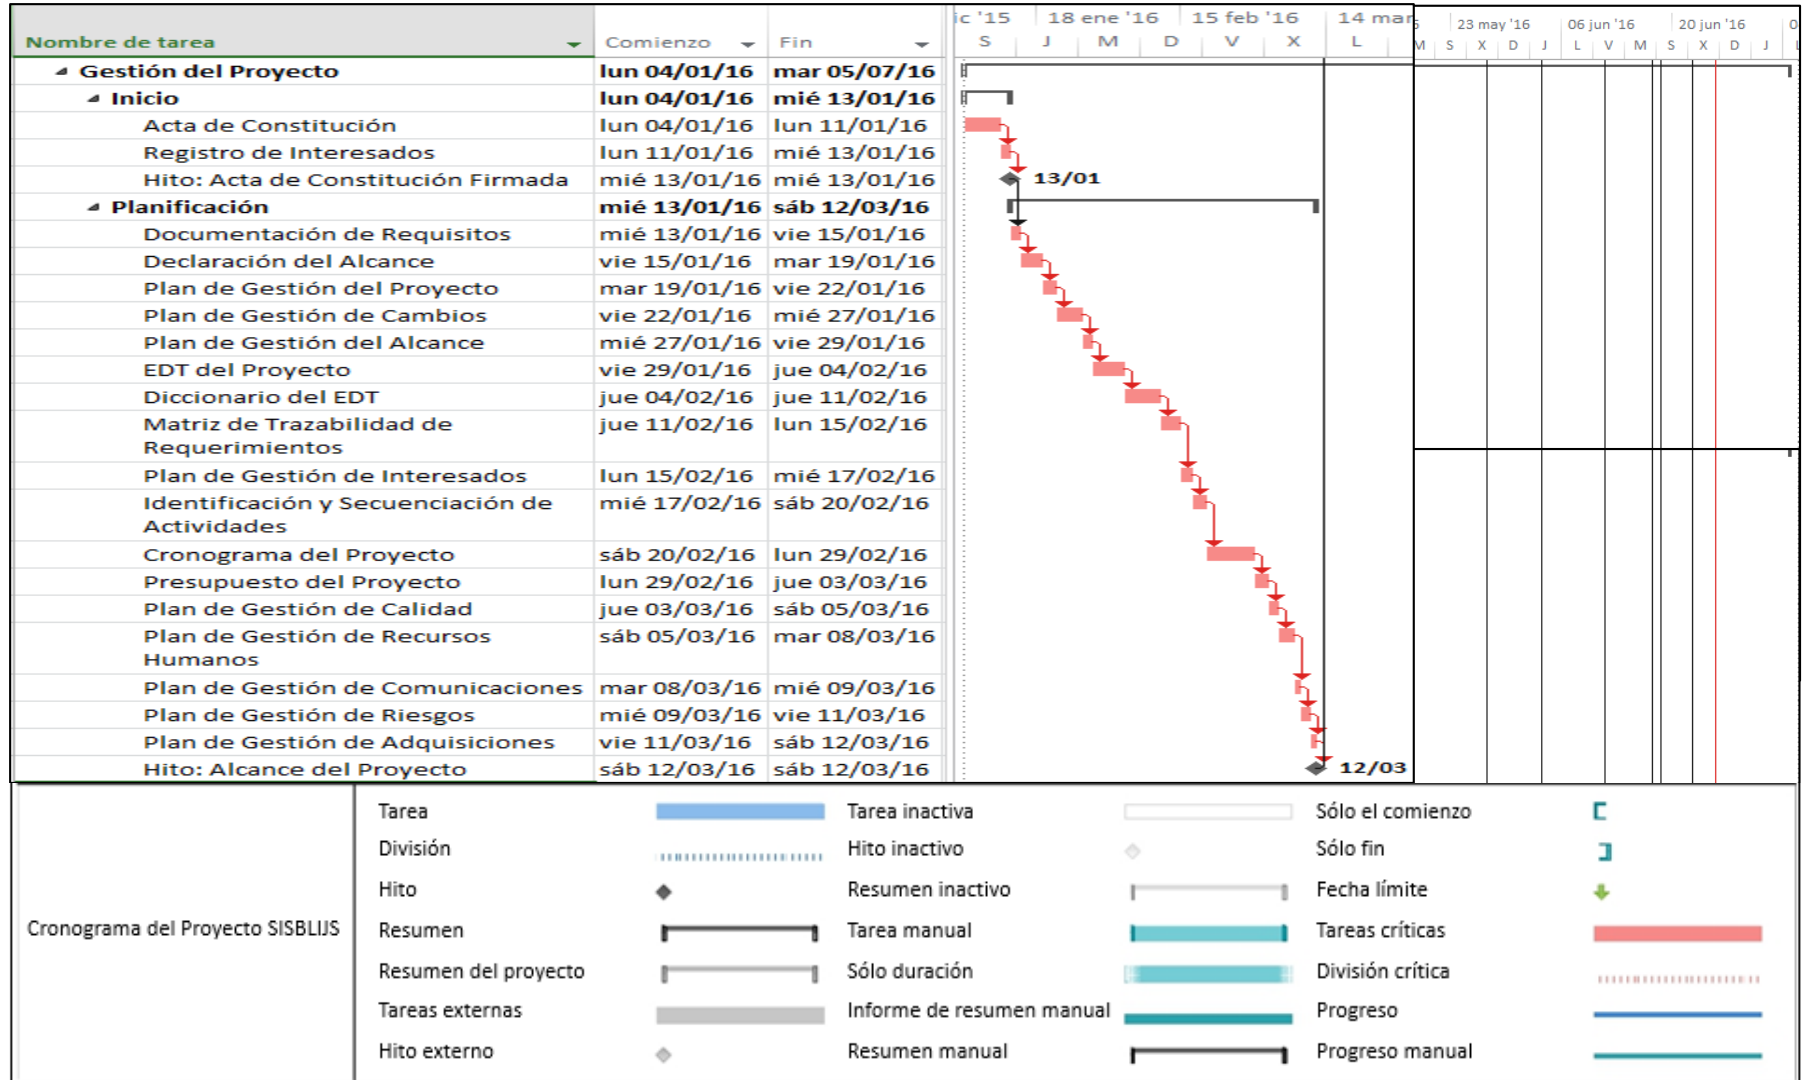 ic '15 18 ene '16 15 feb '16 14 mar 23 may '16 06 jun '16 20 jun '16
Nombre de tarea Comienzo Fin S J M D V X L M S X D J L V M S X D J L
Gestión del Proyecto lun 04/01/16 mar 05/07/16
Inicio lun 04/01/16 mié 13/01/16
Acta de Constitución lun 04/01/16 lun 11/01/16
Registro de Interesados lun 11/01/16 mié 13/01/16
Hito: Acta de Constitución Firmada mié 13/01/16 mié 13/01/16 13/01
Planificación mié 13/01/16 sáb 12/03/16
Documentación de Requisitos mié 13/01/16 vie 15/01/16
Declaración del Alcance vie 15/01/16 mar 19/01/16
Plan de Gestión del Proyecto mar 19/01/16 vie 22/01/16
Plan de Gestión de Cambios vie 22/01/16 mié 27/01/16
Plan de Gestión del Alcance mié 27/01/16 vie 29/01/16
EDT del Proyecto vie 29/01/16 jue 04/02/16
Diccionario del EDT jue 04/02/16 jue 11/02/16
Matriz de Trazabilidad de jue 11/02/16 lun 15/02/16
Requerimientos
Plan de Gestión de Interesados lun 15/02/16 mié 17/02/16
Identificación y Secuenciación de mié 17/02/16 sáb 20/02/16
Actividades
Cronograma del Proyecto sáb 20/02/16 lun 29/02/16
Presupuesto del Proyecto lun 29/02/16 jue 03/03/16
Plan de Gestión de Calidad jue 03/03/16 sáb 05/03/16
Plan de Gestión de Recursos sáb 05/03/16 mar 08/03/16
Humanos
Plan de Gestión de Comunicaciones mar 08/03/16 mié 09/03/16
Plan de Gestión de Riesgos mié 09/03/16 vie 11/03/16
Plan de Gestión de Adquisiciones vie 11/03/16 sáb 12/03/16
Hito: Alcance del Proyecto sáb 12/03/16 sáb 12/03/16 12/03
Cronograma del Proyecto SISBLIJS
Tarea Tarea inactiva Sólo el comienzo
División Hito inactivo Sólo fin
Hito Resumen inactivo Fecha límite
Resumen Tarea manual Tareas críticas
Resumen del proyecto Sólo duración División crítica
Tareas externas Informe de resumen manual Progreso
Hito externo Resumen manual Progreso manual